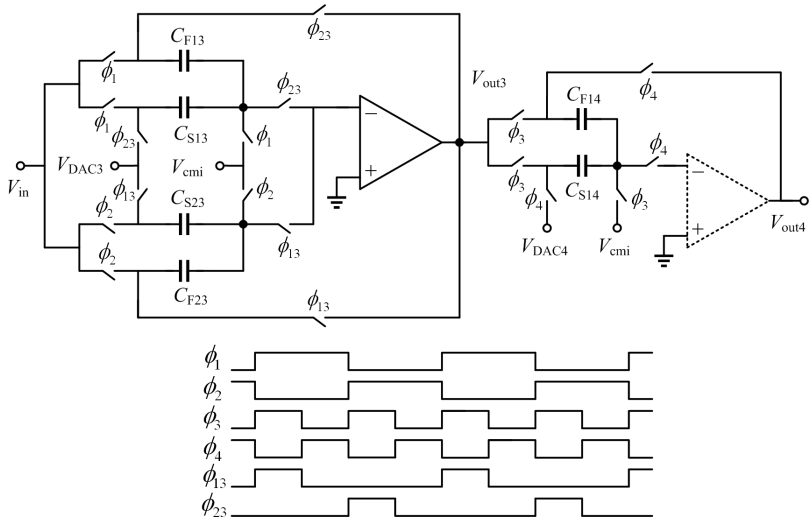 ϕ23
CF13
ϕ1
ϕ23
Vout3
ϕ4
CF14
ϕ1
CS13
ϕ3
ϕ23
ϕ1
ϕ4
−
−
Vin
VDAC3
Vcmi
ϕ3
CS14
ϕ13
ϕ2
+
ϕ4
ϕ3
ϕ2
CS23
ϕ13
VDAC4
Vcmi
+
Vout4
ϕ2
CF23
ϕ13
ϕ1
ϕ2
ϕ3
ϕ4
ϕ13
ϕ23